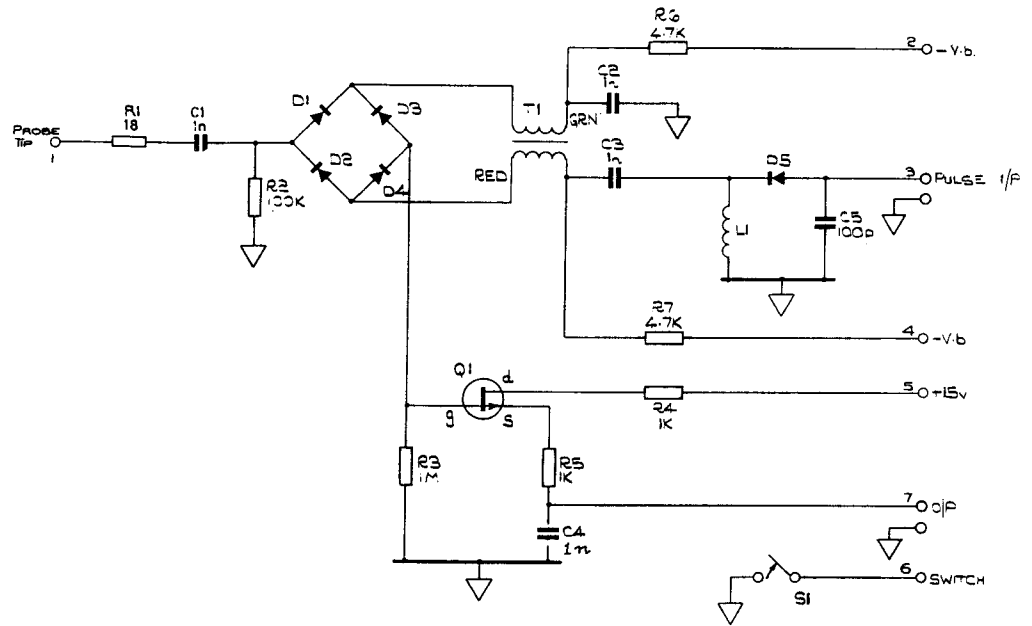 R6
4.7K
2
-V.b.
C2
1n
D1
D3
T1
GRN
R1
18
C1
1n
PROBE
TIP
1
C3
1n
D2
D5
RED
3
PULSE I/P
R2
100K
D4
L1
C5
100p
R7
4.7K
4
-V.b
Q1
d
5
+15v
g
s
R4
1K
R3
1M
R5
1K
7
O/P
C4
1n
6
SWITCH
S1